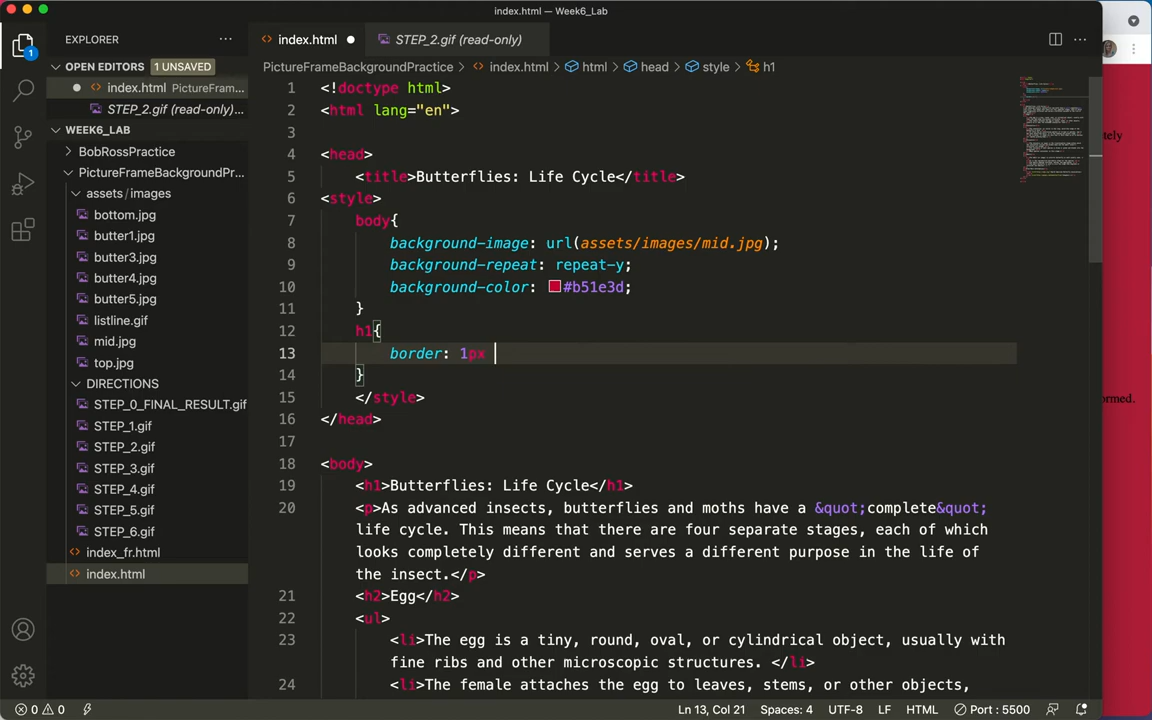 index.html — Week6_Lab
EXPLORER
index.html
STEP_2.gif (read-only)
OPEN EDITORS 1 UNSAVED
PictureFrameBackgroundPractice index.html html head style h1
index.html PictureFram...
STEP_2.gif (read-only)...
WEEK6_LAB
BobRossPractice
PictureFrameBackgroundPr...
assets/images
bottom.jpg
butter1.jpg
butter3.jpg
butter4.jpg
butter5.jpg
listline.gif
mid.jpg
top.jpg
DIRECTIONS
STEP_0_FINAL_RESULT.gif
STEP_1.gif
STEP_2.gif
STEP_3.gif
STEP_4.gif
STEP_5.gif
STEP_6.gif
index_fr.html
index.html
1 <!doctype html>
2 <html lang="en">
3
4 <head>
5 <title>Butterflies: Life Cycle</title>
6 <style>
7 body{
8 background-image: url(assets/images/mid.jpg);
9 background-repeat: repeat-y;
10 background-color: #b51e3d;
11 }
12 h1{
13 border: 1px
14 }
15 </style>
16 </head>
17
18 <body>
19 <h1>Butterflies: Life Cycle</h1>
20 <p>As advanced insects, butterflies and moths have a &quot;complete&quot;
life cycle. This means that there are four separate stages, each of which
looks completely different and serves a different purpose in the life of
the insect.</p>
21 <h2>Egg</h2>
22 <ul>
23 <li>The egg is a tiny, round, oval, or cylindrical object, usually with
fine ribs and other microscopic structures. </li>
24 <li>The female attaches the egg to leaves, stems, or other objects,
tely
ormed.
1
0 0
Ln 13, Col 21 Spaces: 4 UTF-8 LF HTML Port : 5500